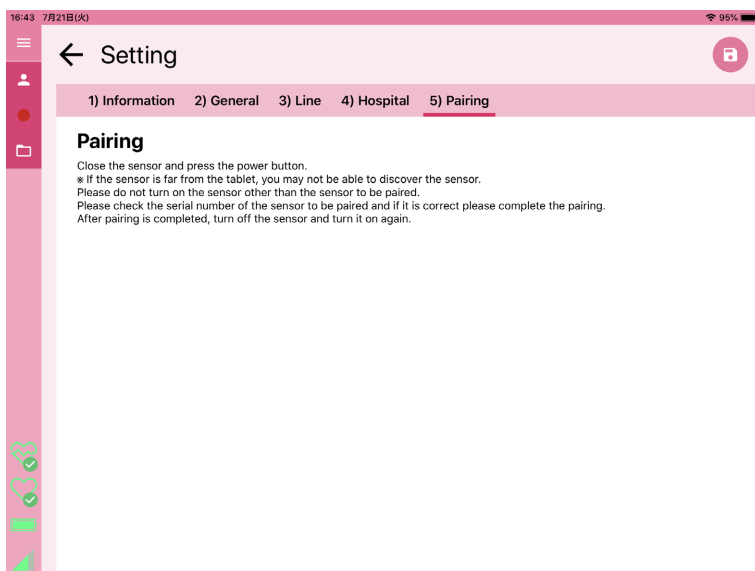 16:43 7月21日(火) 95%
Setting
1) Information 2) General 3) Line 4) Hospital 5) Pairing
Pairing
Close the sensor and press the power button.
※ If the sensor is far from the tablet, you may not be able to discover the sensor.
Please do not turn on the sensor other than the sensor to be paired.
Please check the serial number of the sensor to be paired and if it is correct please complete the pairing.
After pairing is completed, turn off the sensor and turn it on again.